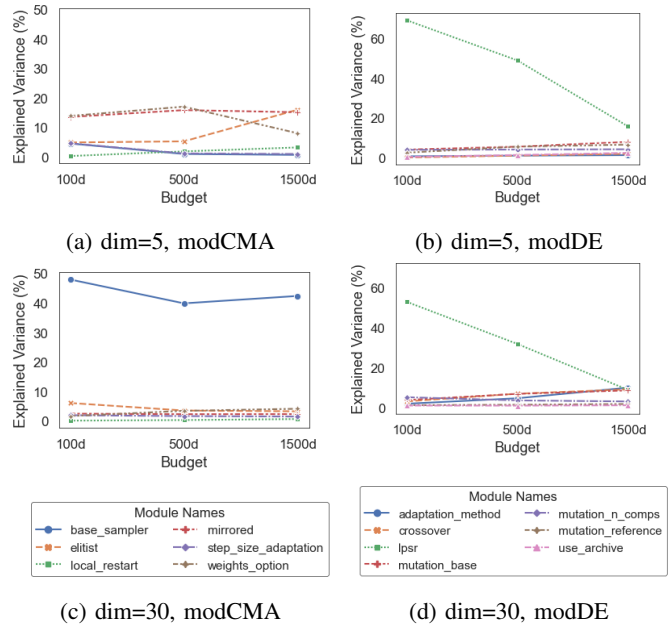 50
40
30
20
10
0
Explained Variance (%)
100d 500d 1500d
Budget
(a) dim=5, modCMA
60
40
20
0
Explained Variance (%)
100d 500d 1500d
Budget
(b) dim=5, modDE
50
40
30
20
10
0
Explained Variance (%)
100d 500d 1500d
Budget
Module Names
base_sampler mirrored
elitist step_size_adaptation
local_restart weights_option
(c) dim=30, modCMA
60
40
20
0
Explained Variance (%)
100d 500d 1500d
Budget
Module Names
adaptation_method mutation_n_comps
crossover mutation_reference
lpsr use_archive
mutation_base
(d) dim=30, modDE